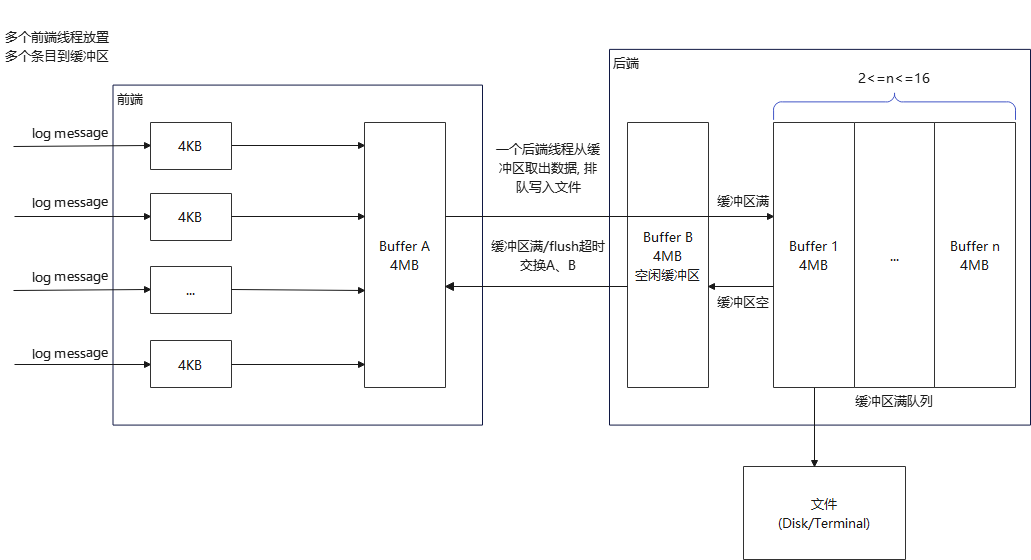 多个前端线程放置
多个条目到缓冲区
前端
log message
4KB
log message
4KB
log message
...
log message
4KB
Buffer A
4MB
一个后端线程从缓
冲区取出数据, 排
队写入文件
缓冲区满/flush超时
交换A、B
后端
2<=n<=16
Buffer B
4MB
空闲缓冲区
缓冲区满
缓冲区空
Buffer 1
4MB
...
Buffer n
4MB
缓冲区满队列
文件
(Disk/Terminal)